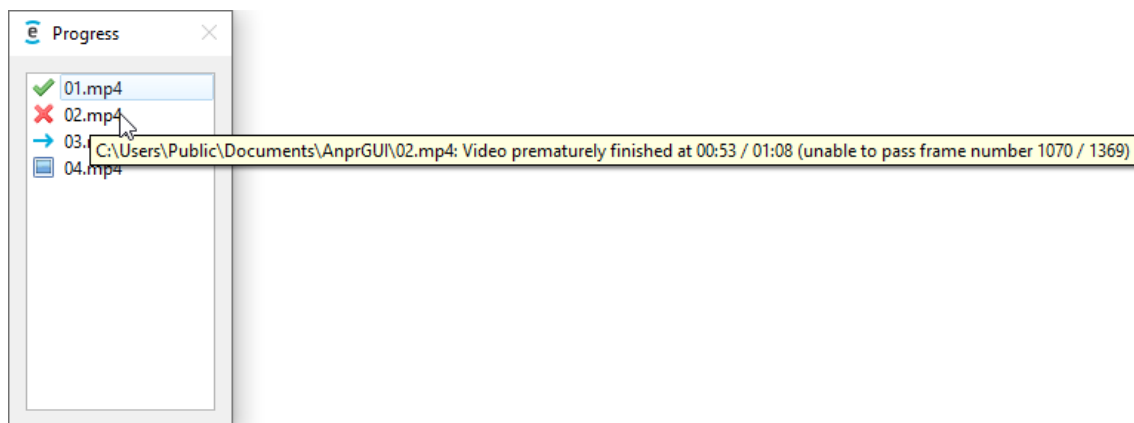 e Progress
01.mp4
02.mp4
03.
C:\Users\Public\Documents\AnprGUI\02.mp4: Video prematurely finished at 00:53 / 01:08 (unable to pass frame number 1070 / 1369)
04.mp4